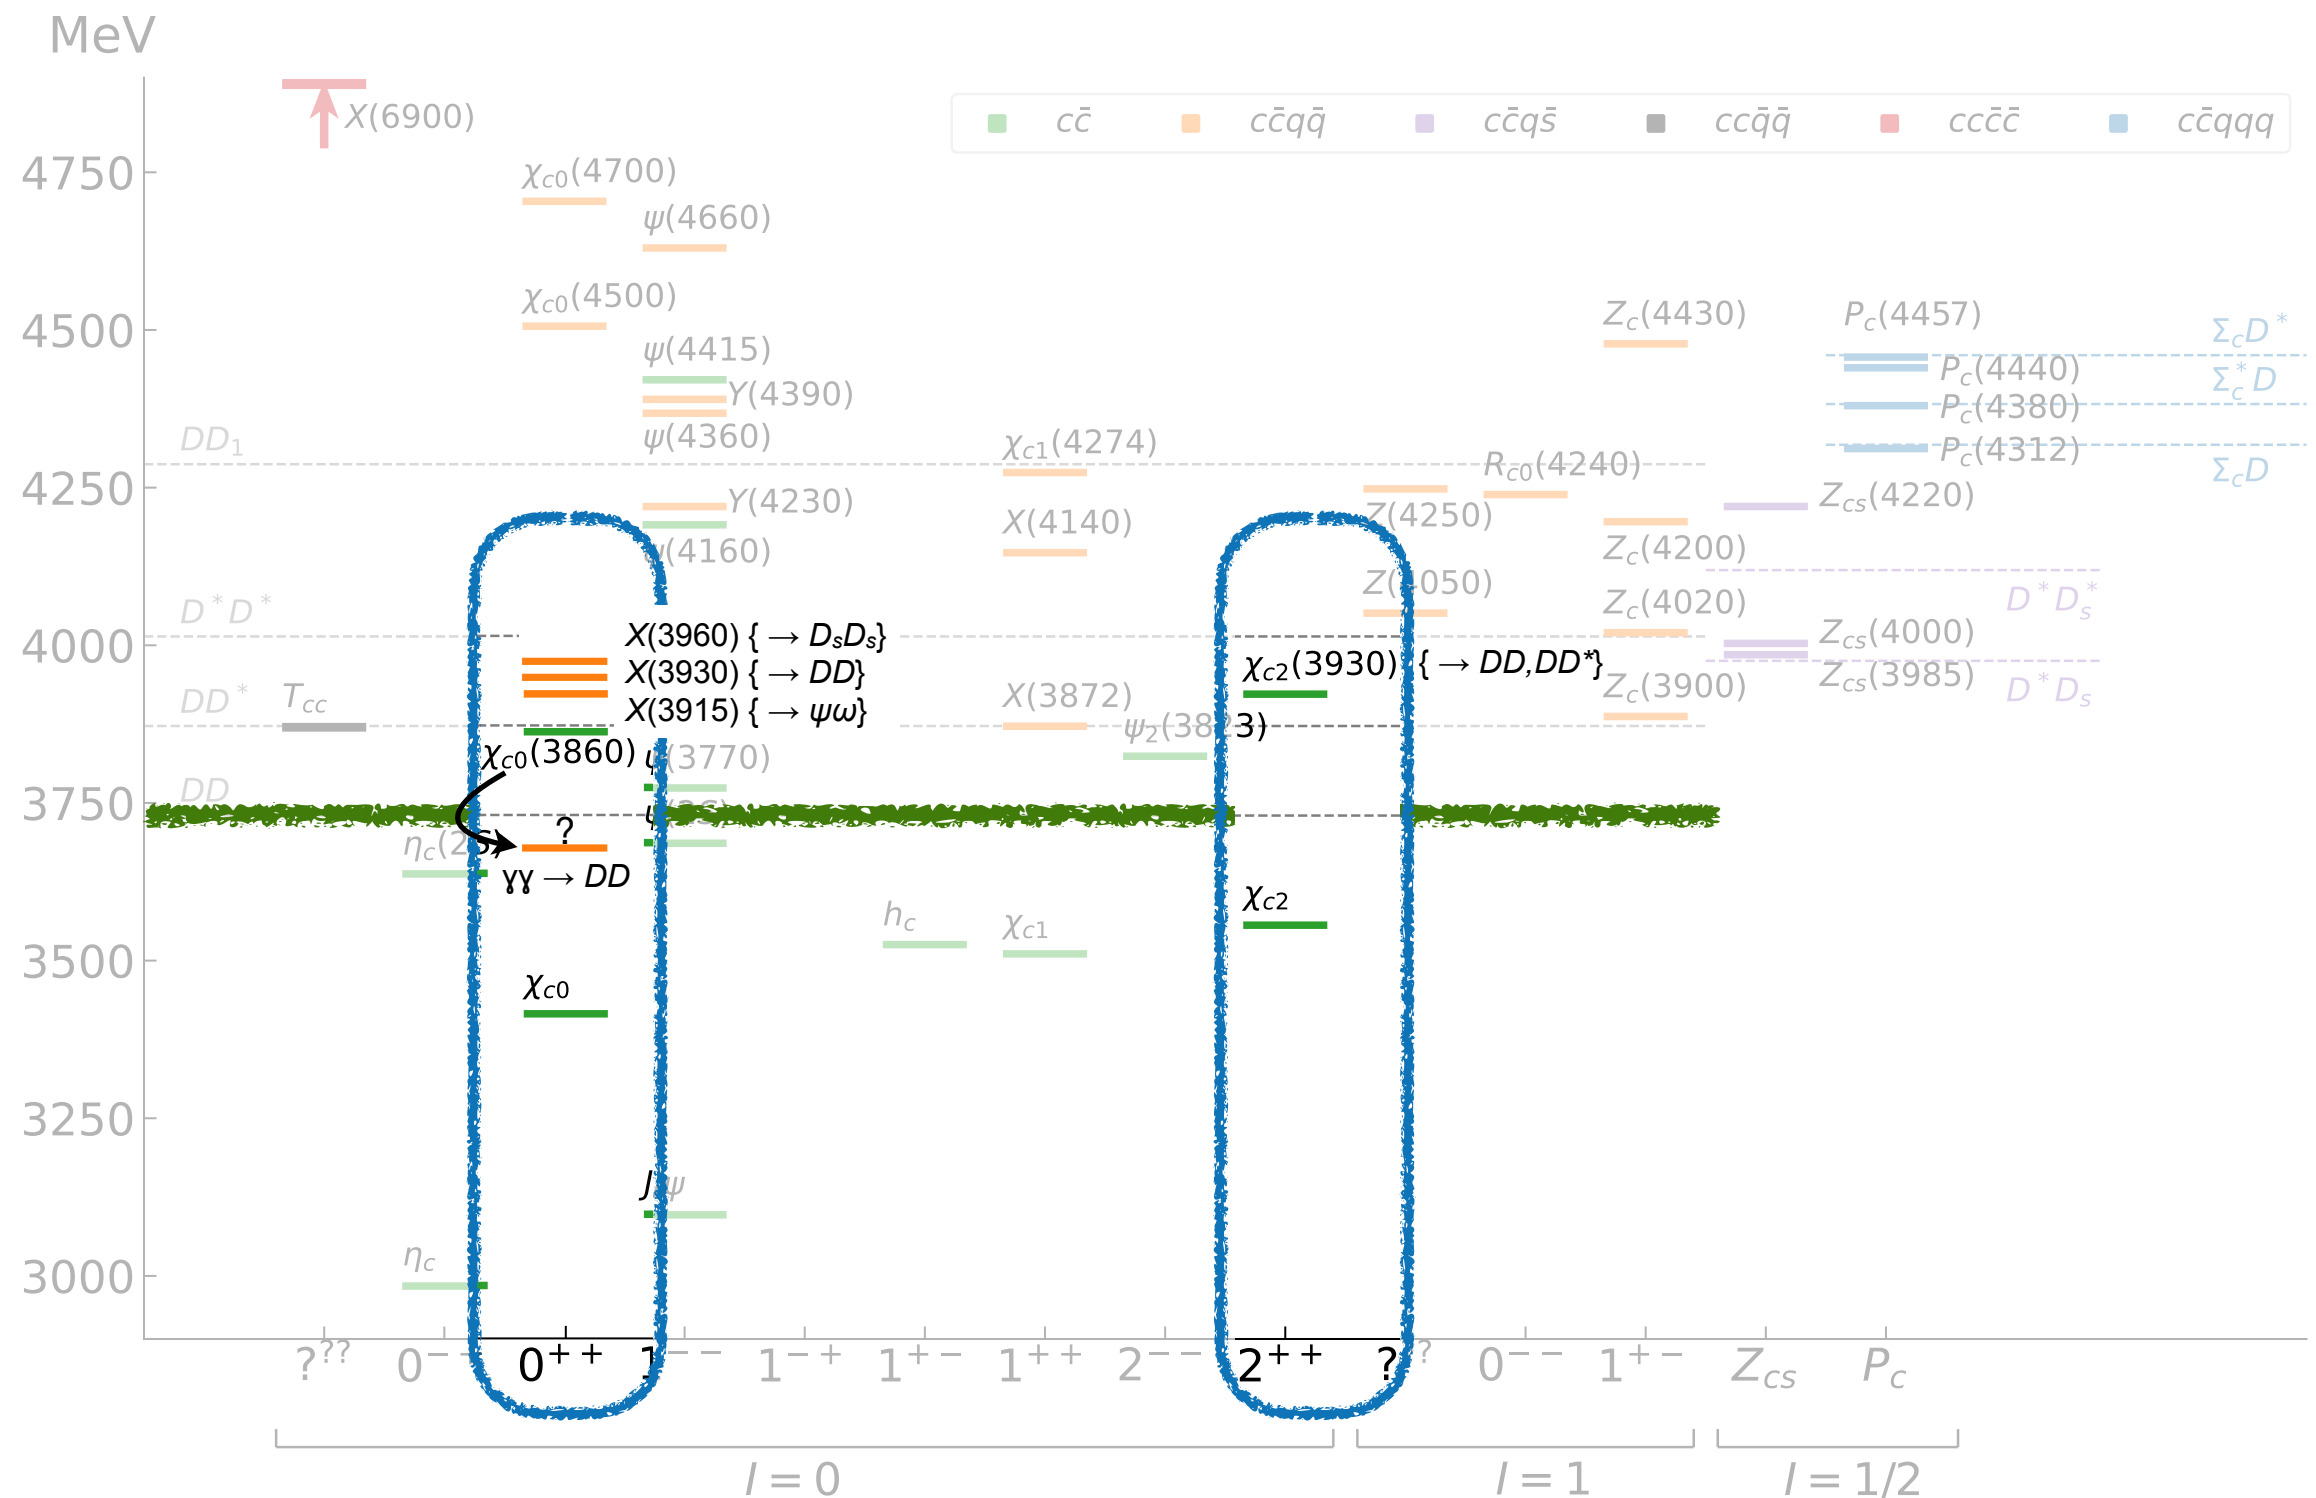 MeV
X(6900)
cc̄ cc̄qq̄ cc̄qs̄ ccq̄q̄ ccc̄c̄ cc̄qqq
4750
χc0(4700)
ψ(4660)
χc0(4500)
4500
Zc(4430)
Pc(4457)
ΣcD*
ψ(4415)
Pc(4440)
Σc*D
Y(4390)
Pc(4380)
ψ(4360)
DD1
χc1(4274)
Pc(4312)
ΣcD
Rc0(4240)
4250
Zcs(4220)
Y(4230)
X(4140)
Z(4250)
ψ(4160)
Zc(4200)
Z(4050)
D*D*
Zc(4020)
D*Ds*
4000
X(3960) { → DsDs}
Zcs(4000)
X(3930) { → DD}
χc2(3930) { → DD,DD*}
Zcs(3985)
DD*
Tcc
X(3915) { → ψω}
X(3872)
Zc(3900)
D*Ds
ψ2(3823)
χc0(3860)
ψ(3770)
DD
3750
?
ηc(2S)
γγ → DD
χc2
hc
χc1
3500
χc0
3250
J/ψ
ηc
3000
??? 0−+ 0++ 1−− 1−+ 1+− 1++ 2−− 2++ ?? 0−− 1+− Zcs Pc
I = 0 I = 1 I = 1/2